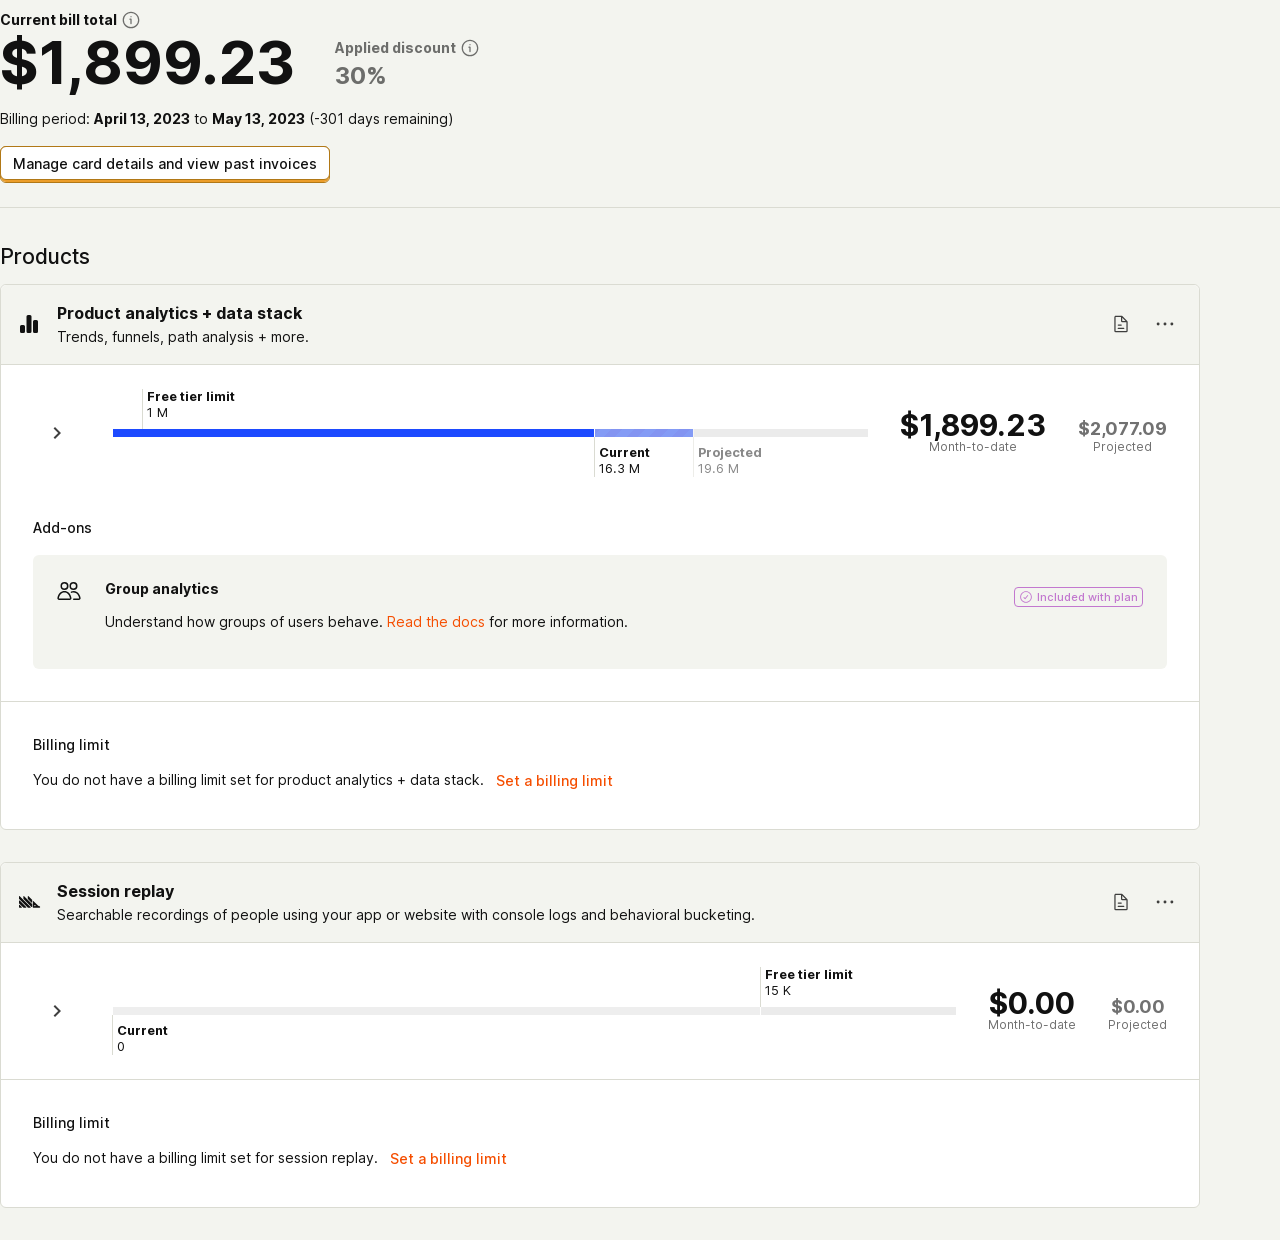 Current bill total
$1,899.23
Applied discount
30%
Billing period: April 13, 2023 to May 13, 2023 (-301 days remaining)
Manage card details and view past invoices
Products
Product analytics + data stack
Trends, funnels, path analysis + more.
Free tier limit
1 M
Current
16.3 M
Projected
19.6 M
$1,899.23
Month-to-date
$2,077.09
Projected
Add-ons
Group analytics
Included with plan
Understand how groups of users behave. Read the docs for more information.
Billing limit
You do not have a billing limit set for product analytics + data stack. Set a billing limit
Session replay
Searchable recordings of people using your app or website with console logs and behavioral bucketing.
Free tier limit
15 K
Current
0
$0.00
Month-to-date
$0.00
Projected
Billing limit
You do not have a billing limit set for session replay. Set a billing limit